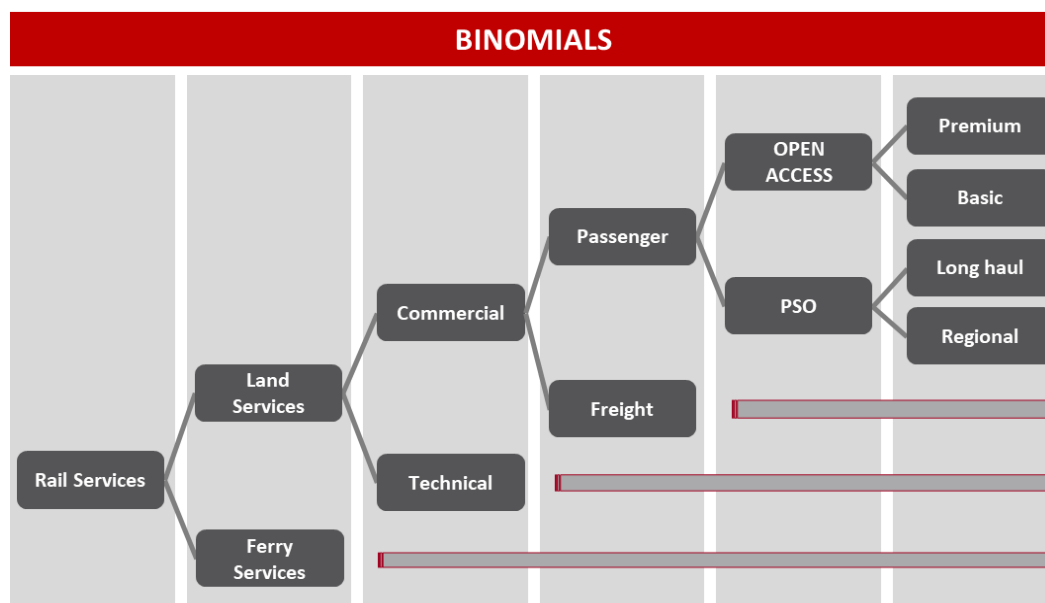 BINOMIALS
Premium
OPEN
ACCESS
Basic
Passenger
Long haul
Commercial
PSO
Regional
Land
Services
Freight
Rail Services
Technical
Ferry
Services